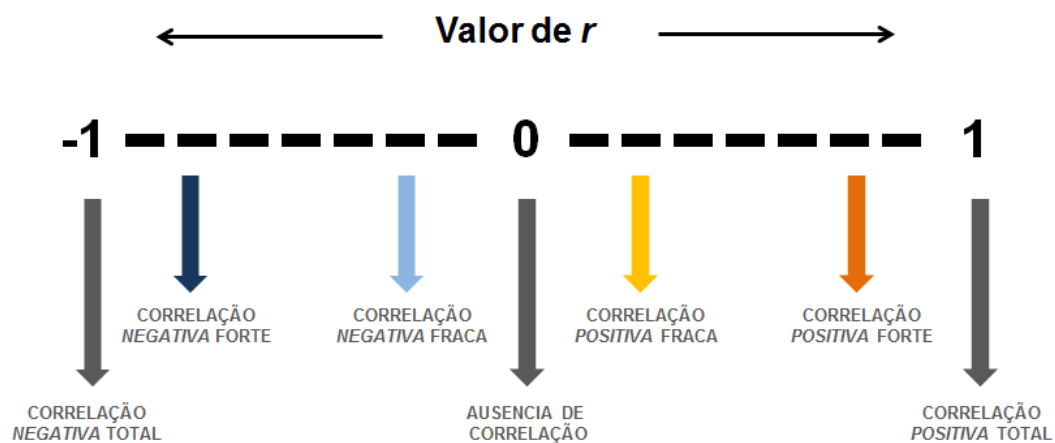 Valor de r
-1 0 1
CORRELAÇÃO
NEGATIVA FORTE
CORRELAÇÃO
NEGATIVA FRACA
CORRELAÇÃO
POSITIVA FRACA
CORRELAÇÃO
POSITIVA FORTE
CORRELAÇÃO
NEGATIVA TOTAL
AUSENCIA DE
CORRELAÇÃO
CORRELAÇÃO
POSITIVA TOTAL